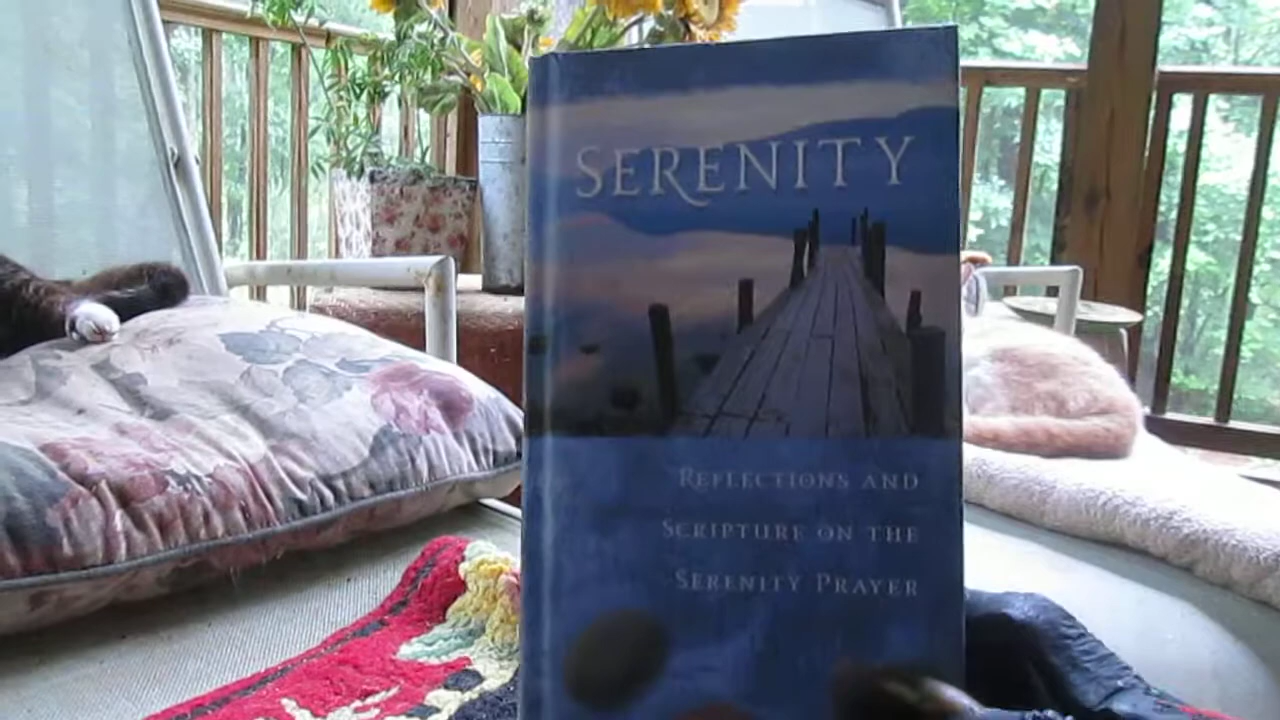 SERENITY
REFLECTIONS AND
SCRIPTURE ON THE
SERENITY PRAYER